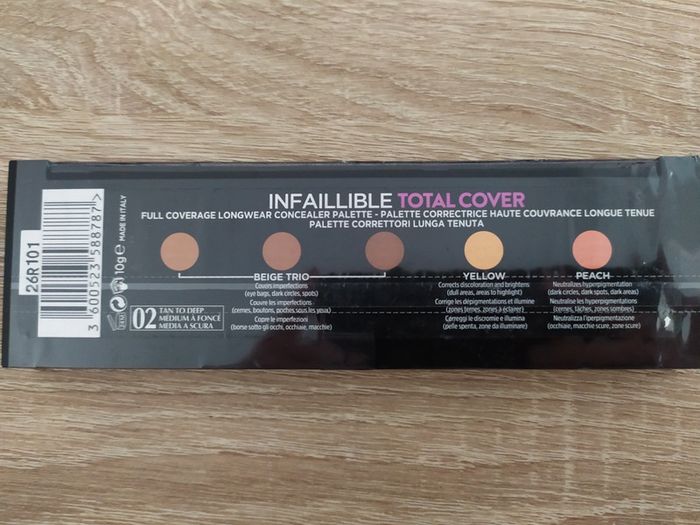 INFAILLIBLE TOTAL COVER
FULL COVERAGE LONGWEAR CONCEALER PALETTE - PALETTE CORRECTRICE HAUTE COUVRANCE LONGUE TENUE
PALETTE CORRETTORI LUNGA TENUTA
BEIGE TRIO
Covers imperfections
(eye bags, dark circles, spots)
Couvre les imperfections
(cernes, boutons, poches sous les yeux)
Copre le imperfezioni
(borse sotto gli occhi, occhiaie, macchie)
YELLOW
Corrects discoloration and brightens
(dull areas, areas to highlight)
Corrige les dépigmentations et illumine
(zones ternes, zones à éclairer)
Correggi le discromie e illumina
(pelle spenta, zone da illuminare)
PEACH
Neutralizes hyperpigmentation
(dark circles, dark spots, dark areas)
Neutralise les hyperpigmentations
(cernes, tâches, zones sombres)
Neutralizza l'iperpigmentazione
(occhiaie, macchie scure, zone scure)
02
TAN TO DEEP
MEDIUM À FONCÉ
MEDIA A SCURA
26R101
3 600523 588787 >
10g e MADE IN ITALY
24M